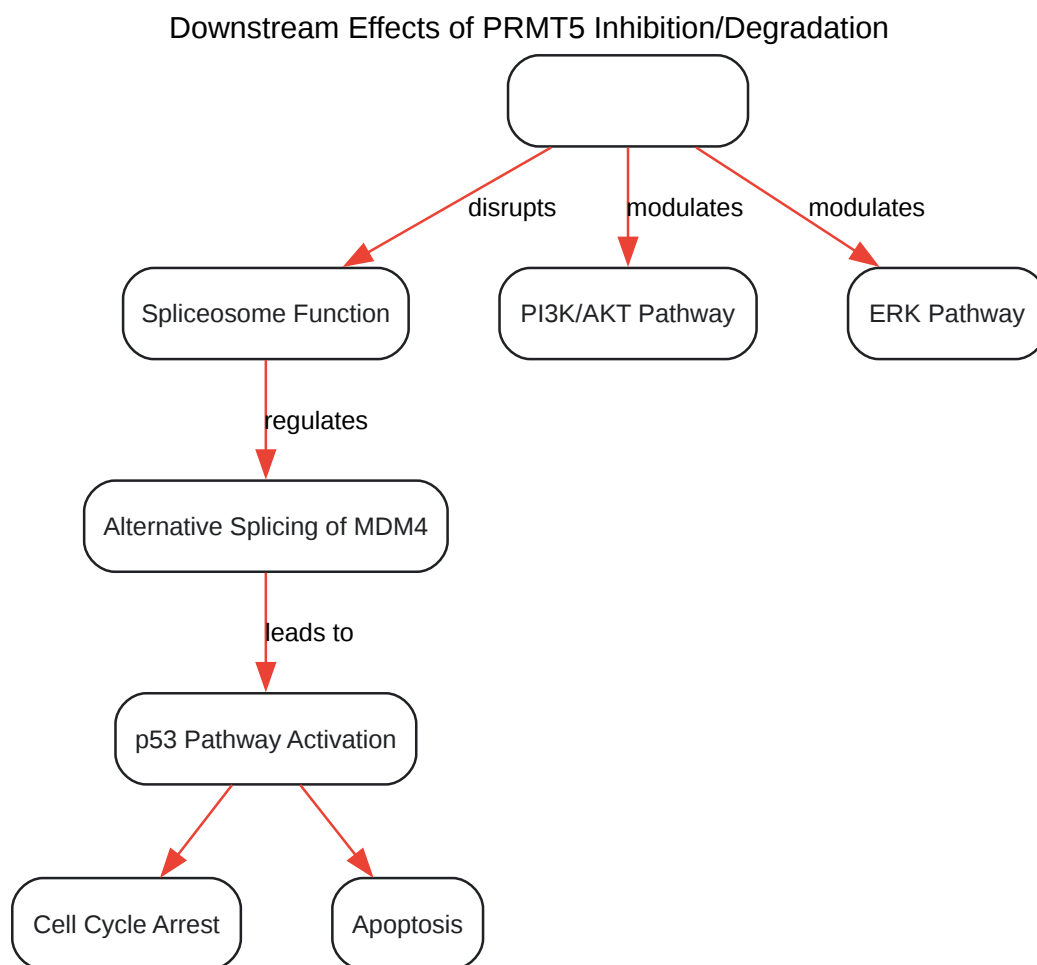 Downstream Effects of PRMT5 Inhibition/Degradation
disrupts
modulates
modulates
Spliceosome Function
PI3K/AKT Pathway
ERK Pathway
regulates
Alternative Splicing of MDM4
leads to
p53 Pathway Activation
Cell Cycle Arrest
Apoptosis